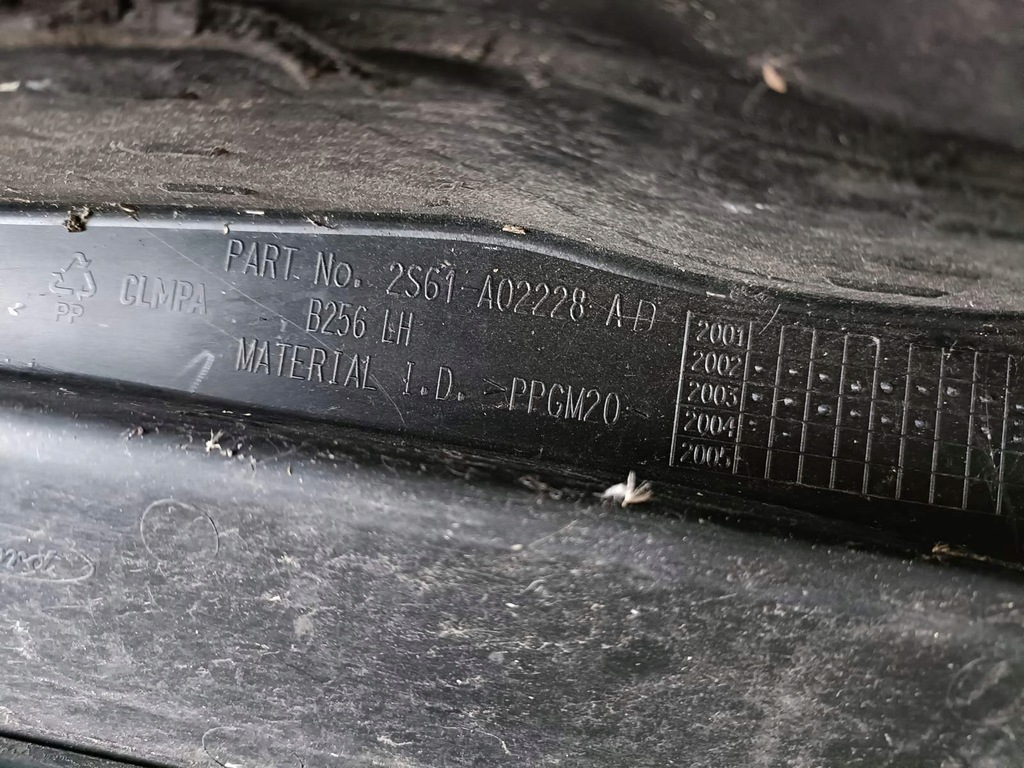 PART No. 2S61 A02228 AD
B256 LH
MATERIAL I.D. >PPGM20<
CLMPA
PP
2001
2002
2003
2004
2005